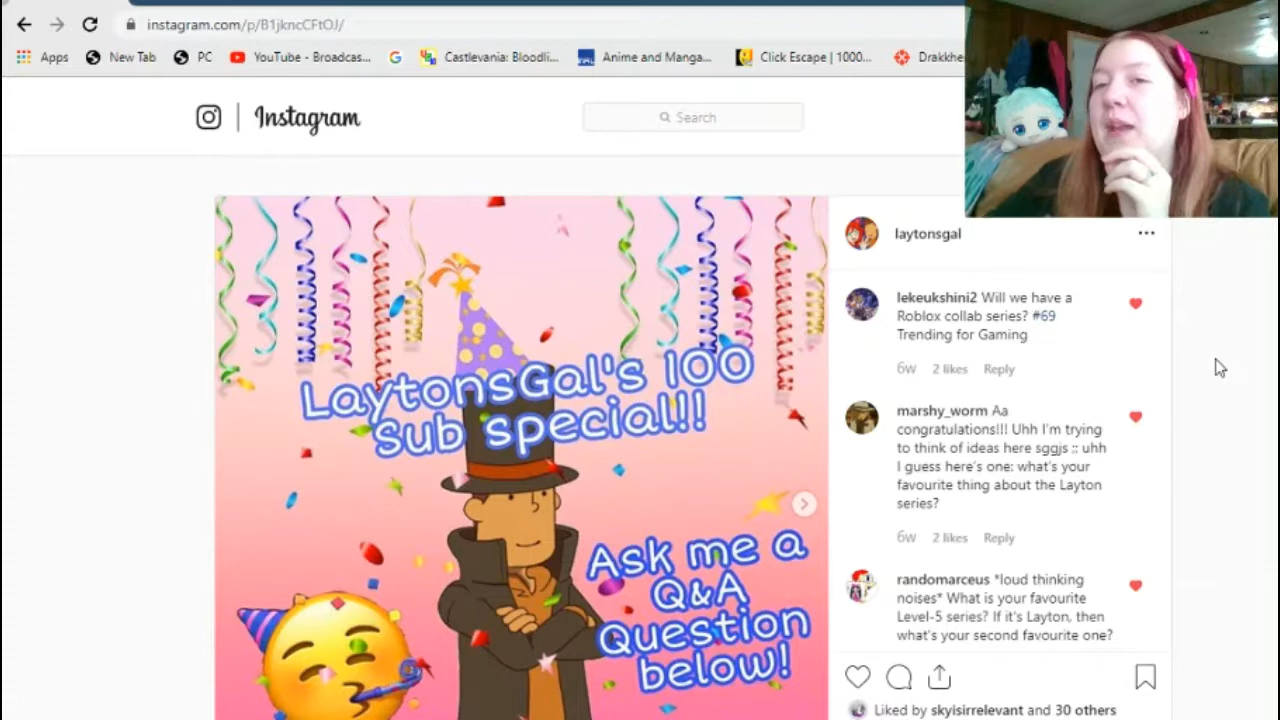 instagram.com/p/B1jkncCFtOJ/
Apps New Tab PC YouTube - Broadcas... Castlevania: Bloodli... Anime and Manga... Click Escape | 1000... Drakkhe
Instagram
Search
LaytonsGal's 100
Sub special!!
Ask me a
Q&A
Question
below!
laytonsgal
lekeukshini2 Will we have a
Roblox collab series? #69
Trending for Gaming
6w 2 likes Reply
marshy_worm Aa
congratulations!!! Uhh I'm trying
to think of ideas here sggjs ;; uhh
I guess here's one: what's your
favourite thing about the Layton
series?
6w 2 likes Reply
randomarceus *loud thinking
noises* What is your favourite
Level-5 series? If it's Layton, then
what's your second favourite one?
Liked by skyisirrelevant and 30 others